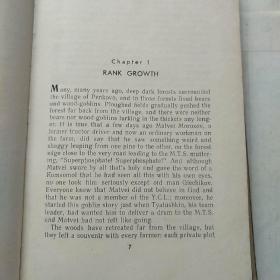 Chapter 1
RANK GROWTH
Many, many years ago, deep dark forests surrounded
the village of Penkovo, and in those forests lived bears
and wood-goblins. Ploughed fields gradually pushed the
forest far back from the village, and there were neither
bears nor wood goblins lurking in the thickets any long-
er. It is true that a few days ago Matvei Morozov, a
former tractor driver and now an ordinary workman on
the farm, did say that he saw something weird and
shaggy leaping from one pine to the other, on the forest
edge close to the very road leading to the M.T.S. mutter-
ing, "Superphosphate! Superphosphate!" And although
Matvei swore by all that's holy and gave the word of a
Komsomol that he had seen all this with his own eyes,
no one took him seriously except old man Glechikov.
Everyone knew that Matvei did not believe in God and
that he was not a member of the Y.C.L.; moreover, he
started this goblin story just when Tyatushkin, his team
leader, had wanted him to deliver a drum to the M.T.S.
and Matvei had not felt like going.
The woods have retreated far from the village, but
they left a souvenir with every farmer: each private plot
7